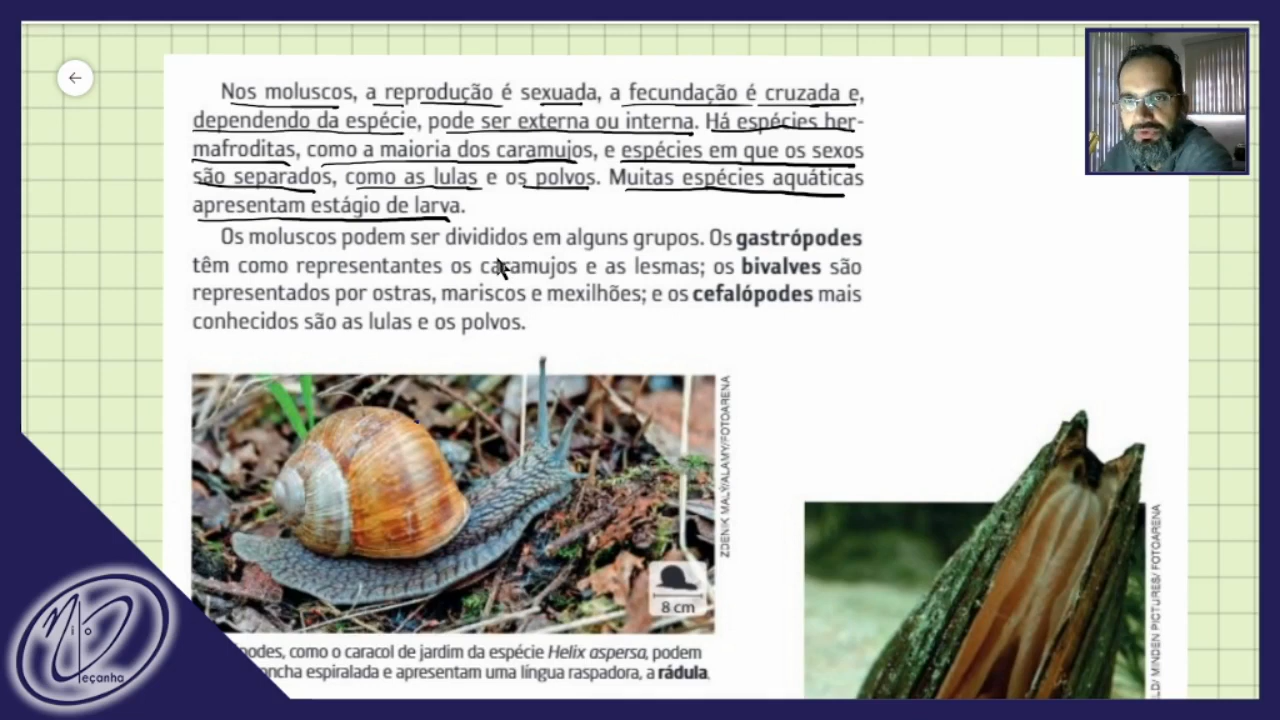 Nos moluscos, a reprodução é sexuada, a fecundação é cruzada e,
dependendo da espécie, pode ser externa ou interna. Há espécies her-
mafroditas, como a maioria dos caramujos, e espécies em que os sexos
são separados, como as lulas e os polvos. Muitas espécies aquáticas
apresentam estágio de larva.
Os moluscos podem ser divididos em alguns grupos. Os gastrópodes
têm como representantes os caramujos e as lesmas; os bivalves são
representados por ostras, mariscos e mexilhões; e os cefalópodes mais
conhecidos são as lulas e os polvos.
ZDENEK MALÝ/ALAMY/FOTOARENA
8 cm
podes, como o caracol de jardim da espécie Helix aspersa, podem
oncha espiralada e apresentam uma língua raspadora, a rádula.
LD/ MINDEN PICTURES/ FOTOARENA
eçanha